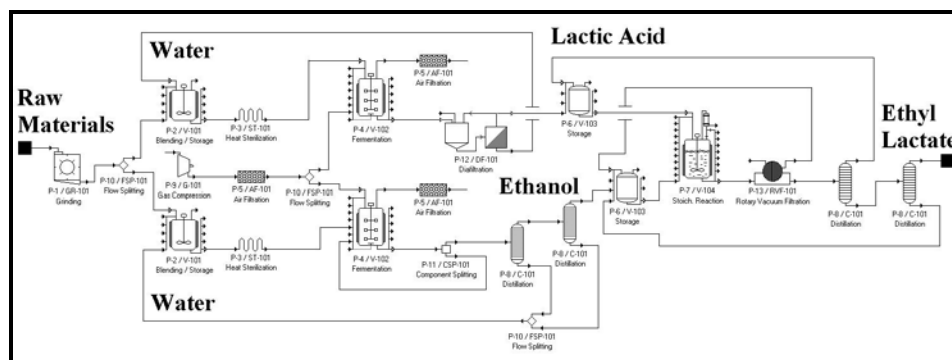 Water
Lactic Acid
Raw
Materials
Ethyl
Lactate
P-5 / AF-101
Air Filtration
P-2 / V-101
Blending / Storage
P-3 / ST-101
Heat Sterilization
P-4 / V-102
Fermentation
P-6 / V-103
Storage
P-1 / GR-101
Grinding
P-10 / FSP-101
Flow Splitting
P-9 / G-101
Gas Compression
P-5 / AF-101
Air Filtration
P-10 / FSP-101
Flow Splitting
P-12 / DF-101
Diafiltration
Ethanol
P-7 / V-104
Stoich. Reaction
P-13 / RVF-101
Rotary Vacuum Filtration
P-8 / C-101
Distillation
P-8 / C-101
Distillation
P-5 / AF-101
Air Filtration
P-6 / V-103
Storage
P-2 / V-101
Blending / Storage
P-3 / ST-101
Heat Sterilization
P-4 / V-102
Fermentation
P-11 / CSP-101
Component Splitting
P-8 / C-101
Distillation
P-8 / C-101
Distillation
Water
P-10 / FSP-101
Flow Splitting